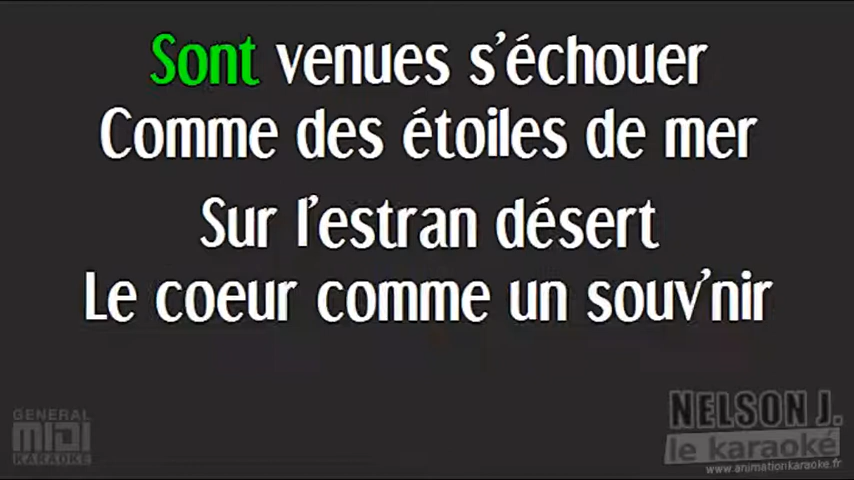 Sont venues s'échouer
Comme des étoiles de mer
Sur l'estran désert
Le coeur comme un souv'nir
GENERAL
MIDI
KARAOKE
NELSON J.
le karaoké
www.animationkaraoke.fr